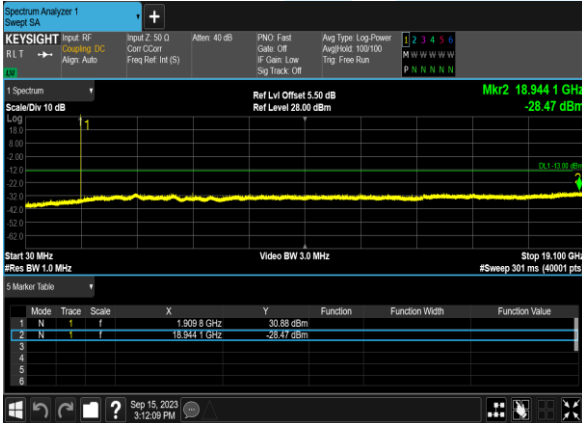 Spectrum Analyzer 1
Swept SA
KEYSIGHT Input: RF Input Z: 50 Ω Atten: 40 dB PNO: Fast Avg Type: Log-Power 1 2 3 4 5 6
RLT Coupling: DC Corr CCorr Gate: Off Avg|Hold: 100/100 M W W W W W
Align: Auto Freq Ref: Int (S) IF Gain: Low Trig: Free Run
Sig Track: Off P N N N N N
1 Spectrum
Ref Lvl Offset 5.50 dB Mkr2 18.944 1 GHz
Scale/Div 10 dB Ref Level 28.00 dBm -28.47 dBm
Log
18.0
8.00
-2.00
-12.0
DL1 -13.00 dBm
-22.0
-32.0
-42.0
-52.0
-62.0
1
2
Start 30 MHz Video BW 3.0 MHz Stop 19.100 GHz
#Res BW 1.0 MHz #Sweep 301 ms (40001 pts
5 Marker Table
Mode Trace Scale X Y Function Function Width Function Value
1 N 1 f 1.909 8 GHz 30.88 dBm
2 N 1 f 18.944 1 GHz -28.47 dBm
3
4
5
6
Sep 15, 2023
3:12:09 PM